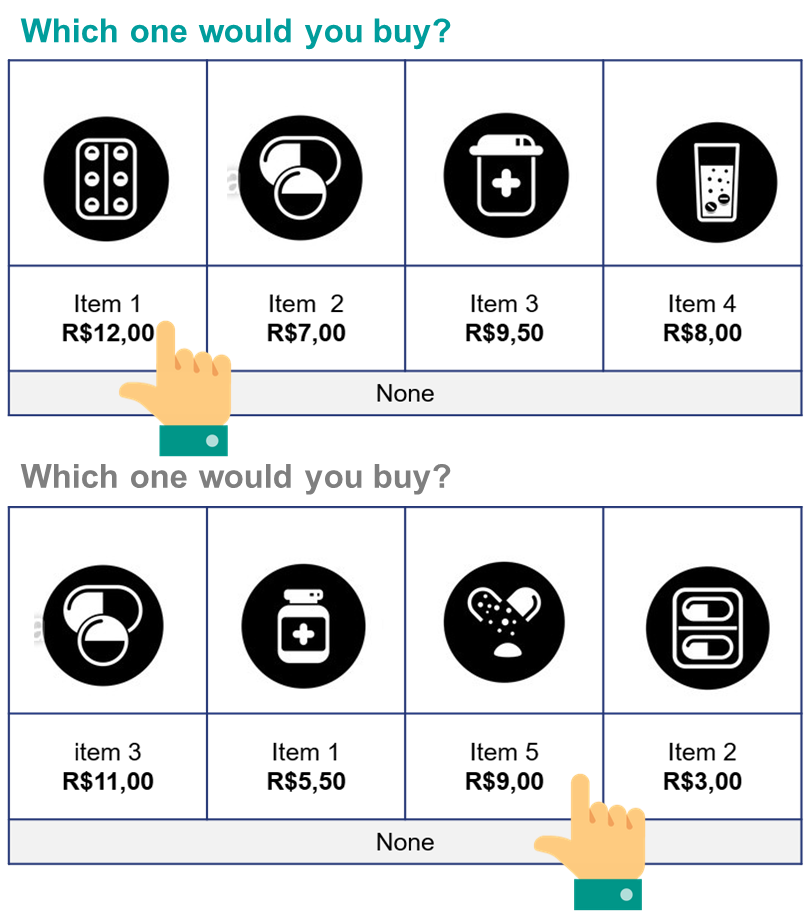 Which one would you buy?
Item 1
R$12,00
Item 2
R$7,00
Item 3
R$9,50
Item 4
R$8,00
None
Which one would you buy?
item 3
R$11,00
Item 1
R$5,50
Item 5
R$9,00
Item 2
R$3,00
None